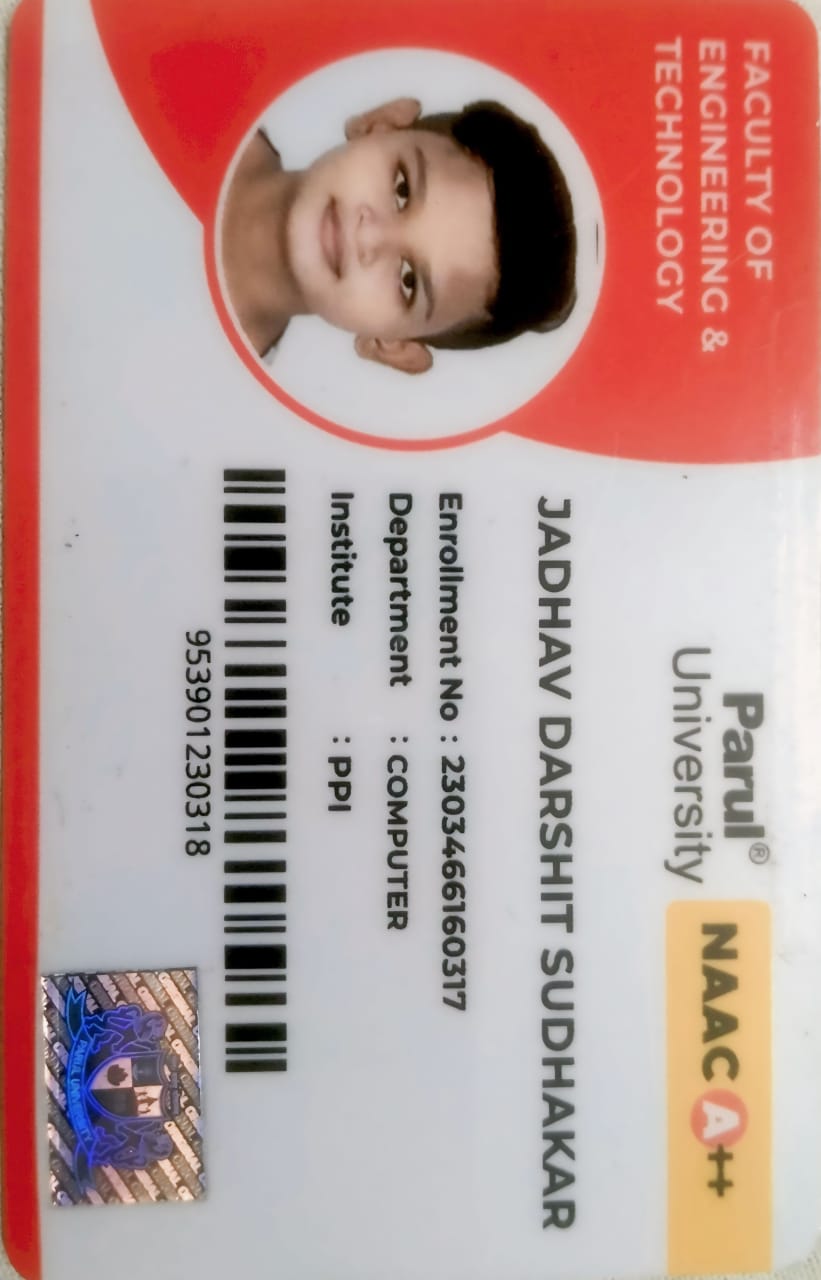 FACULTY OF
ENGINEERING &
TECHNOLOGY
Parul®
University
NAAC A++
JADHAV DARSHIT SUDHAKAR
Enrollment No : 2303466160317
Department : COMPUTER
Institute : PPI
953901230318
PARUL UNIVERSITY